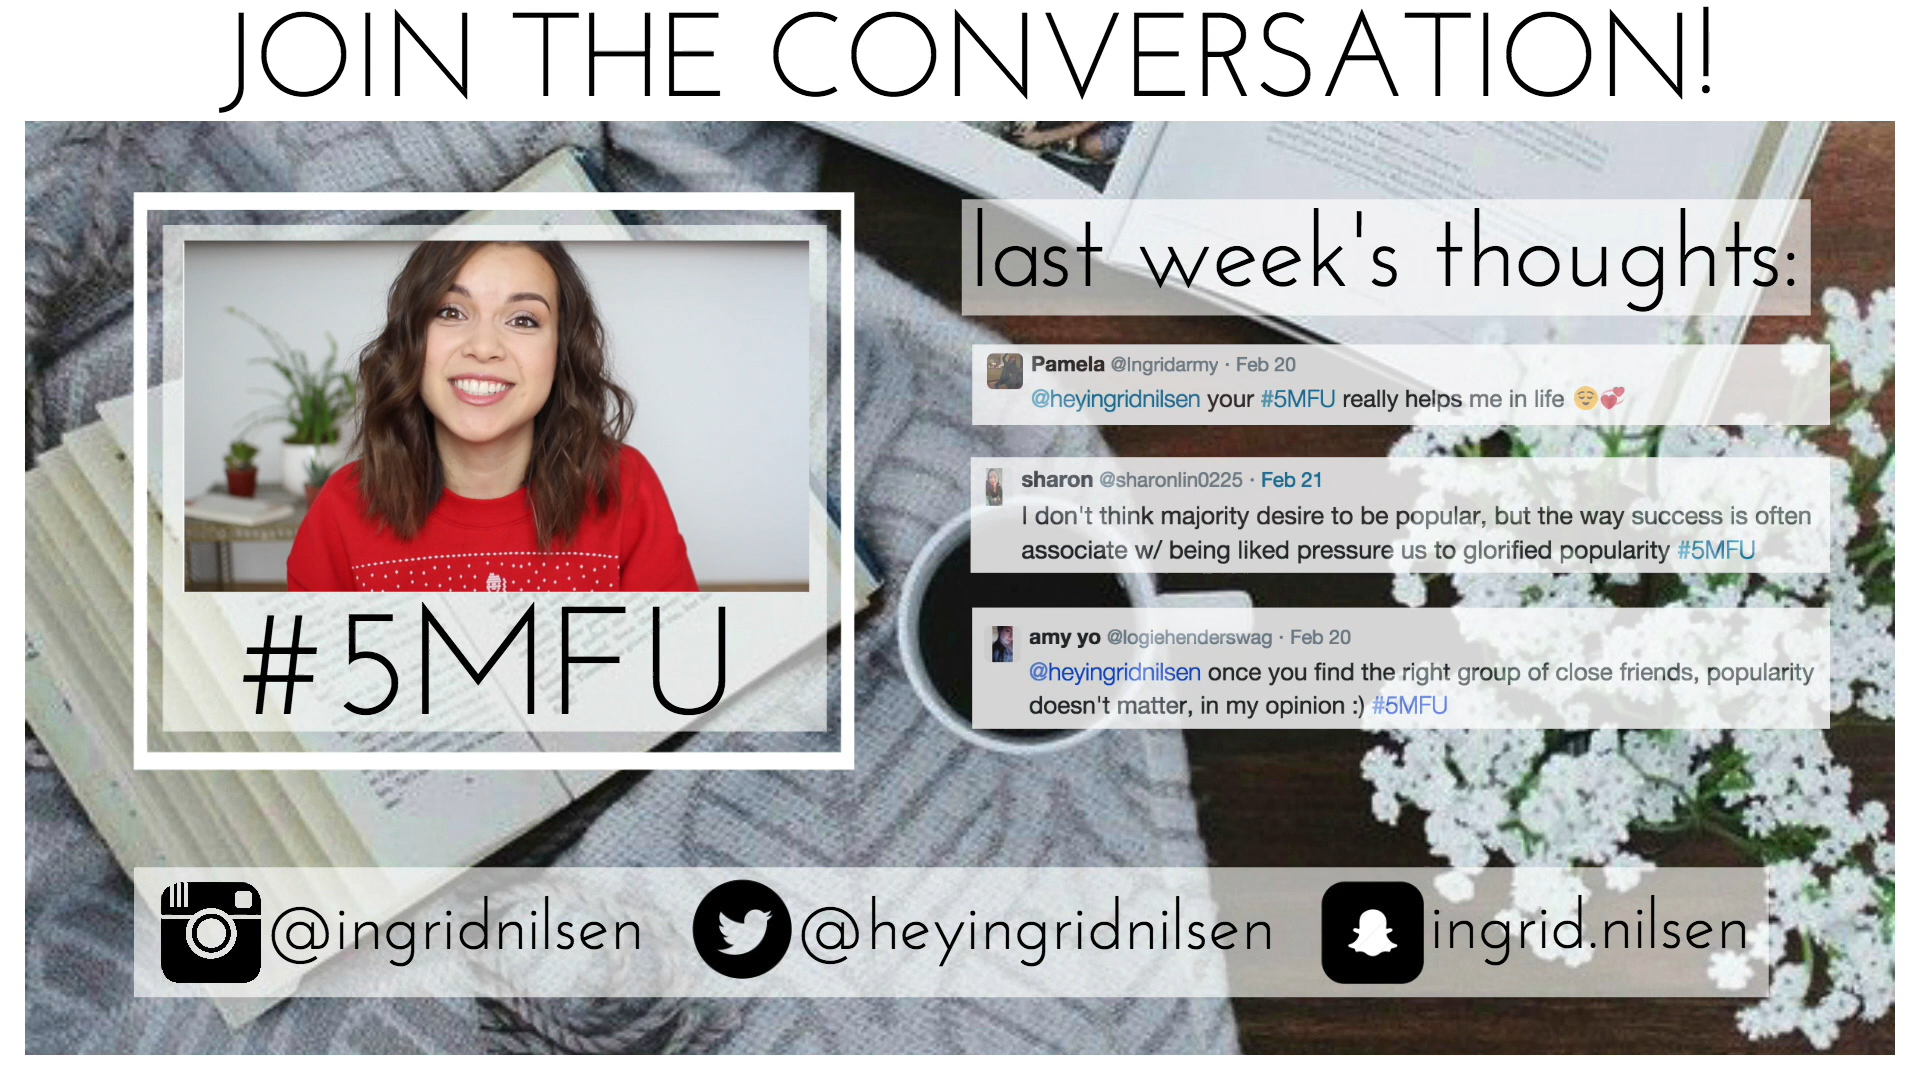 JOIN THE CONVERSATION!
#5MFU
last week's thoughts:
Pamela @Ingridarmy · Feb 20
@heyingridnilsen your #5MFU really helps me in life 😌💞
sharon @sharonlin0225 · Feb 21
I don't think majority desire to be popular, but the way success is often
associate w/ being liked pressure us to glorified popularity #5MFU
amy yo @logiehenderswag · Feb 20
@heyingridnilsen once you find the right group of close friends, popularity
doesn't matter, in my opinion :) #5MFU
@ingridnilsen
@heyingridnilsen
ingrid.nilsen